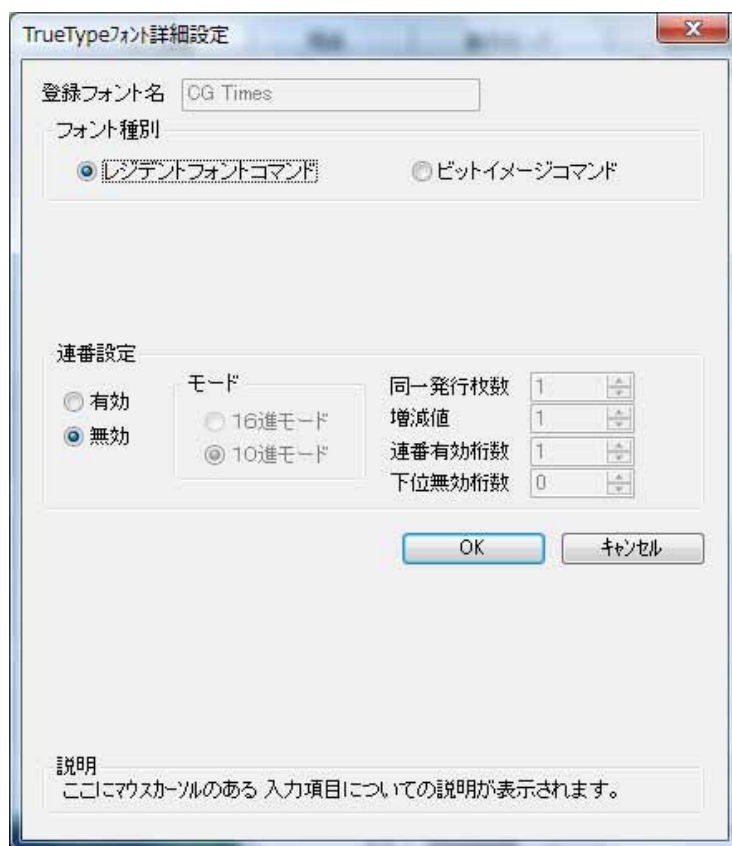 TrueTypeﾌｫﾝﾄ詳細設定
登録フォント名 CG Times
フォント種別
レジデントフォントコマンド ビットイメージコマンド
連番設定
有効
無効
モード
16進モード
10進モード
同一発行枚数 1
増減値 1
連番有効桁数 1
下位無効桁数 0
OK ｷｬﾝｾﾙ
説明
ここにﾏｳｽｶｰｿﾙのある 入力項目についての説明が表示されます。